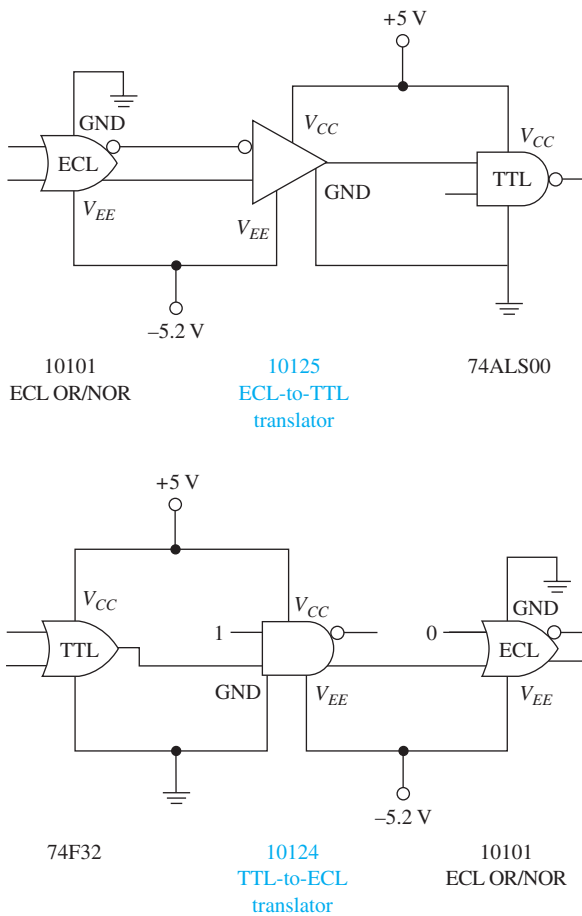 +5 V
GND
V_CC
V_CC
ECL
TTL
GND
V_EE
V_EE
–5.2 V
10101
ECL OR/NOR
10125
ECL-to-TTL
translator
74ALS00
+5 V
V_CC
V_CC
GND
1
0
TTL
ECL
GND
V_EE
V_EE
–5.2 V
74F32
10124
TTL-to-ECL
translator
10101
ECL OR/NOR